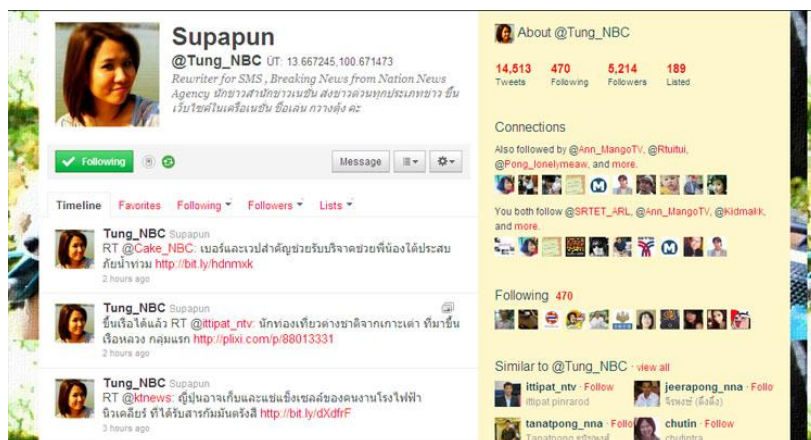 Supapun
@Tung_NBC ÜT: 13.667245,100.671473
Rewriter for SMS , Breaking News from Nation News
Agency นักข่าวสำนักข่าวเนชั่น ส่งข่าวด่วนทุกประเภทข่าว ขึ้น
เว็บไซต์ในเครือเนชั่น ชื่อเล่น กวางตุ้ง คะ
Following
Message
Timeline Favorites Following Followers Lists
Tung_NBC Supapun
RT @Cake_NBC: เบอร์และเวปสำคัญช่วยรับบริจาคช่วยพี่น้องใต้ประสบ
ภัยน้ำท่วม http://bit.ly/hdnmxk
2 hours ago
Tung_NBC Supapun
ขึ้นเรือได้แล้ว RT @ittipat_ntv: นักท่องเที่ยวต่างชาติจากเกาะเต่า ที่มาขึ้น
เรือหลวง กลุ่มแรก http://plixi.com/p/88013331
2 hours ago
Tung_NBC Supapun
RT @ktnews: ญี่ปุ่นอาจเก็บและแช่แข็งเซลล์ของคนงานโรงไฟฟ้า
นิวเคลียร์ ที่ได้รับสารกัมมันตรังสี http://bit.ly/dXdfrF
3 hours ago
About @Tung_NBC
14,513 470 5,214 189
Tweets Following Followers Listed
Connections
Also followed by @Ann_MangoTV, @Rtuitui,
@Pong_lonelymeaw, and more.
You both follow @SRTET_ARL, @Ann_MangoTV, @Kidmakk,
and more.
Following 470
Similar to @Tung_NBC · view all
ittipat_ntv · Follow
ittipat pinrarod
jeerapong_nna · Follo
จิรพงษ์ (ตึ๋งตึ๋ง)
tanatpong_nna · Follo
chutin · Follow
chutintra